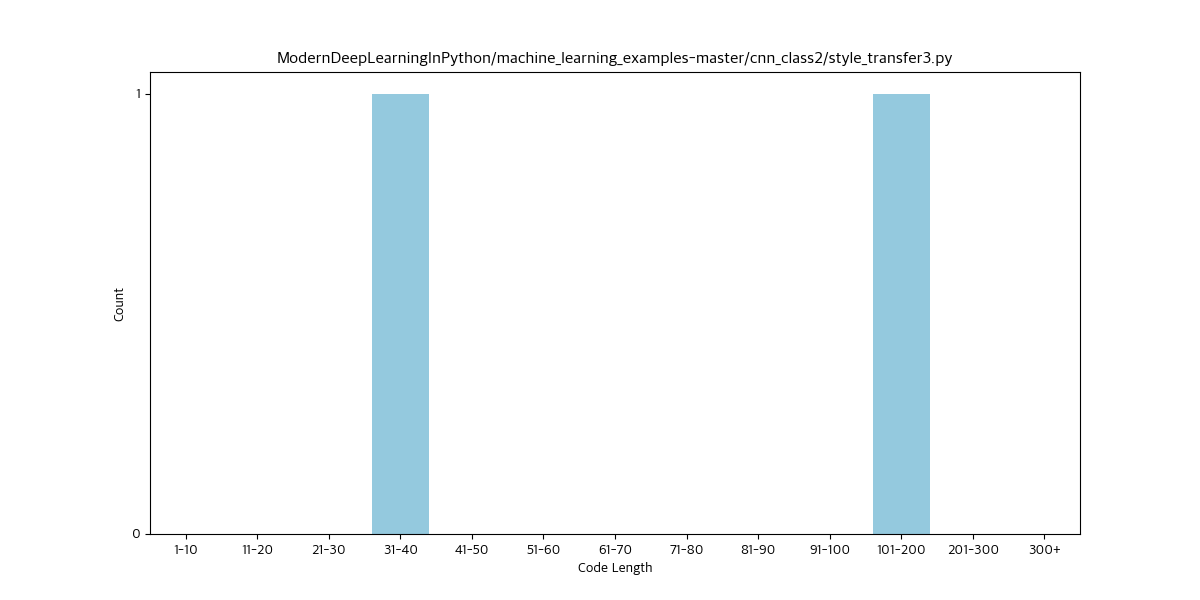 ModernDeepLearningInPython/machine_learning_examples-master/cnn_class2/style_transfer3.py
1
Count
0
1-10 11-20 21-30 31-40 41-50 51-60 61-70 71-80 81-90 91-100 101-200 201-300 300+
Code Length